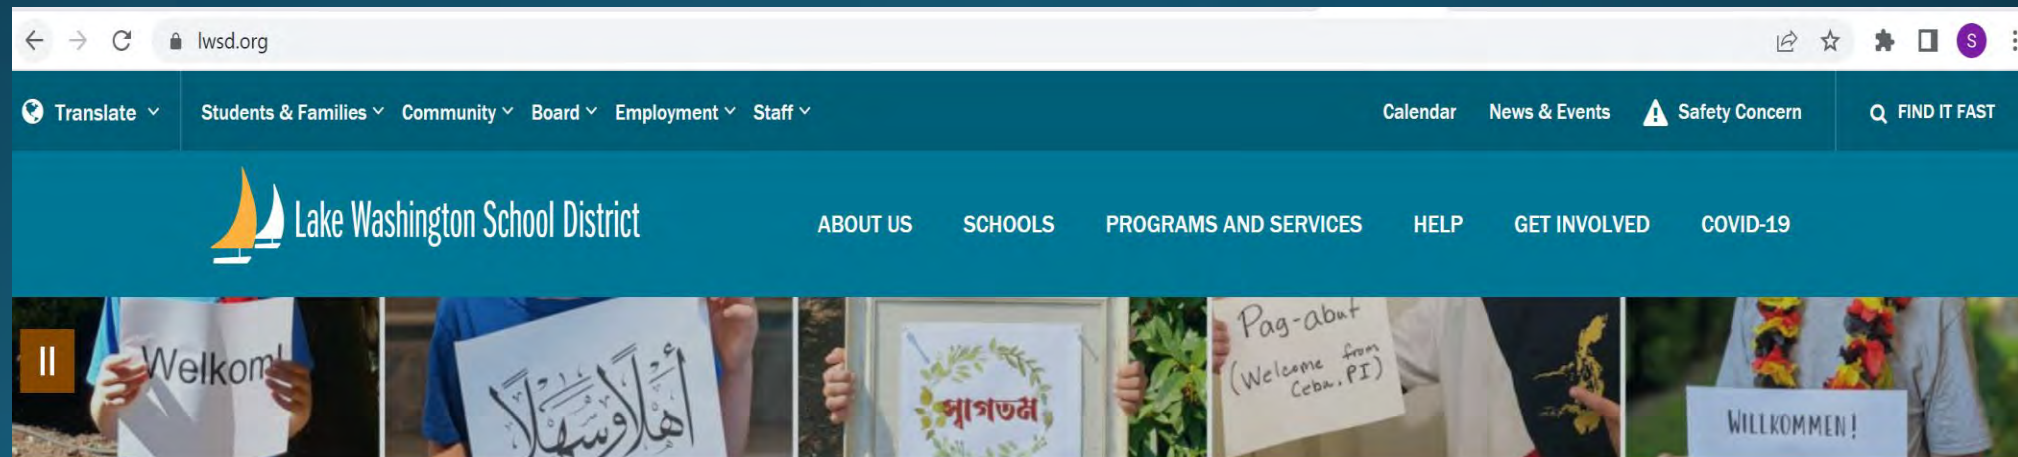 lwsd.org
S
Translate
Students & Families Community Board Employment Staff
Calendar News & Events Safety Concern FIND IT FAST
Lake Washington School District
ABOUT US SCHOOLS PROGRAMS AND SERVICES HELP GET INVOLVED COVID-19
Welkom!
أهلاً وسهلاً
স্বাগতম
Pag-abut
(Welcome from
Cebu, PI)
WILLKOMMEN!